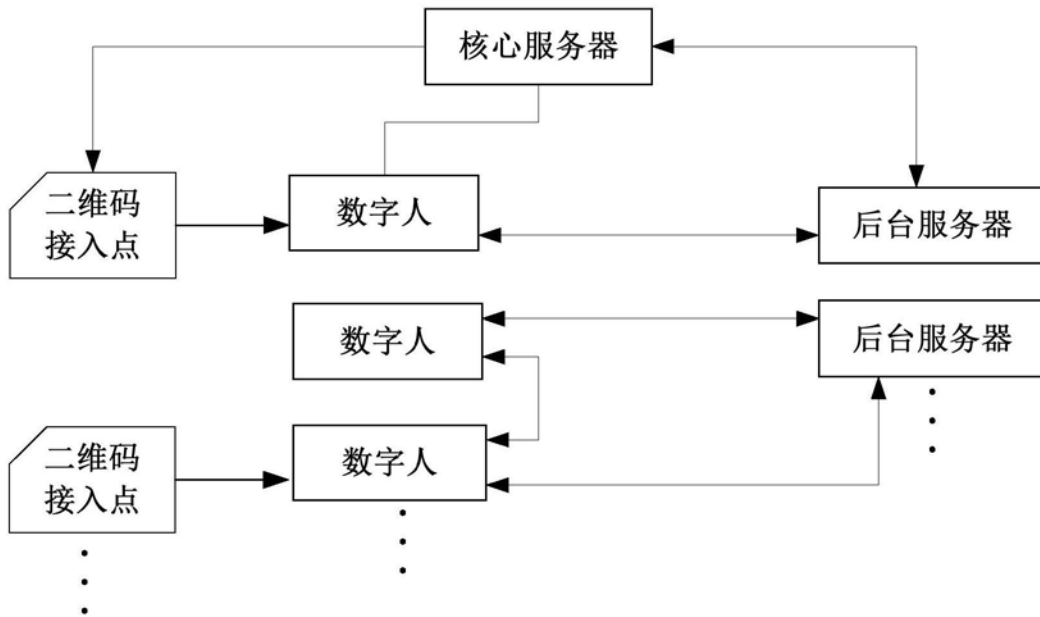 核心服务器
二维码
接入点
数字人
后台服务器
数字人
后台服务器
二维码
接入点
数字人